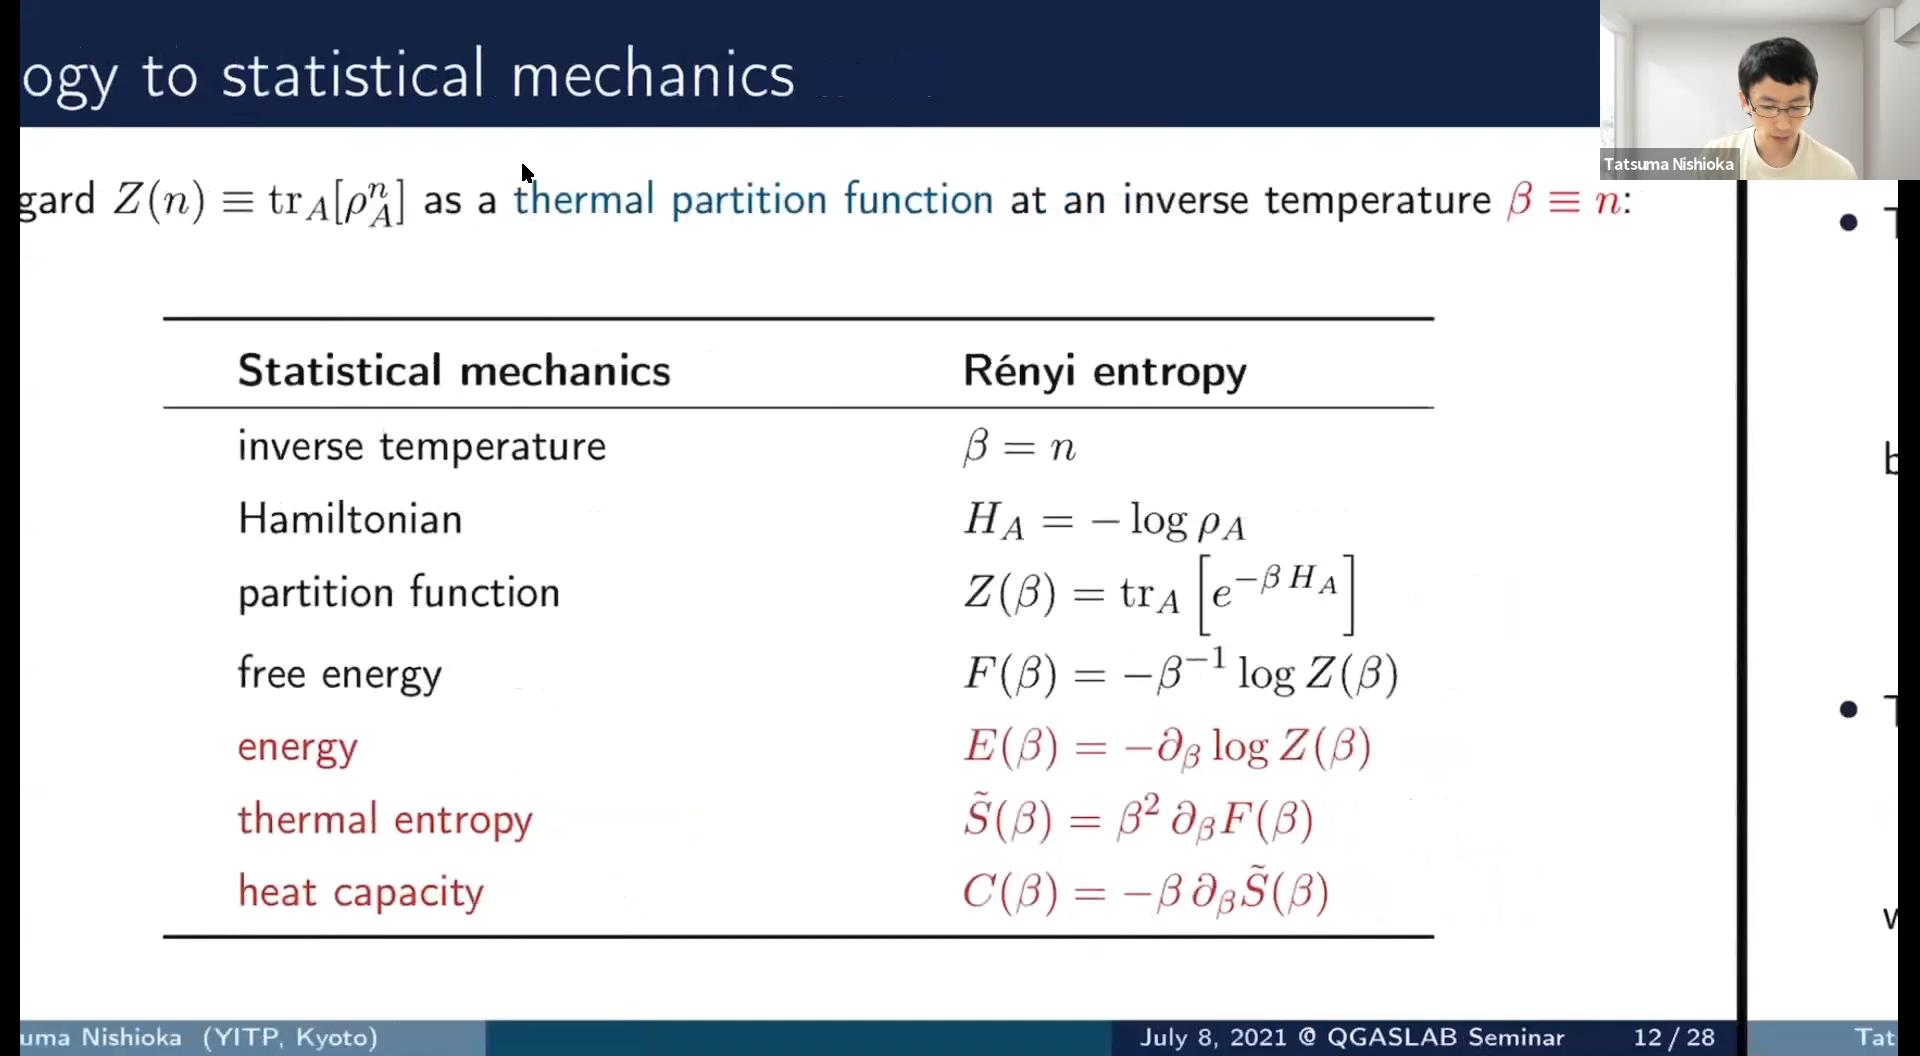 ogy to statistical mechanics
Tatsuma Nishioka
gard Z(n) ≡ tr_A[ρ_A^n] as a thermal partition function at an inverse temperature β ≡ n:
Statistical mechanics Rényi entropy
inverse temperature β = n
Hamiltonian H_A = − log ρ_A
partition function Z(β) = tr_A [e^{−β H_A}]
free energy F(β) = −β^{−1} log Z(β)
energy E(β) = −∂_β log Z(β)
thermal entropy S̃(β) = β² ∂_β F(β)
heat capacity C(β) = −β ∂_β S̃(β)
uma Nishioka (YITP, Kyoto) July 8, 2021 @ QGASLAB Seminar 12 / 28
Tat